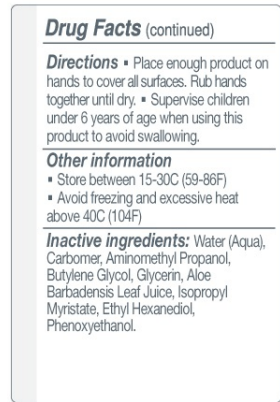 Drug Facts (continued)
Directions ▪ Place enough product on
hands to cover all surfaces. Rub hands
together until dry. ▪ Supervise children
under 6 years of age when using this
product to avoid swallowing.
Other information
▪ Store between 15-30C (59-86F)
▪ Avoid freezing and excessive heat
above 40C (104F)
Inactive ingredients: Water (Aqua),
Carbomer, Aminomethyl Propanol,
Butylene Glycol, Glycerin, Aloe
Barbadensis Leaf Juice, Isopropyl
Myristate, Ethyl Hexanediol,
Phenoxyethanol.